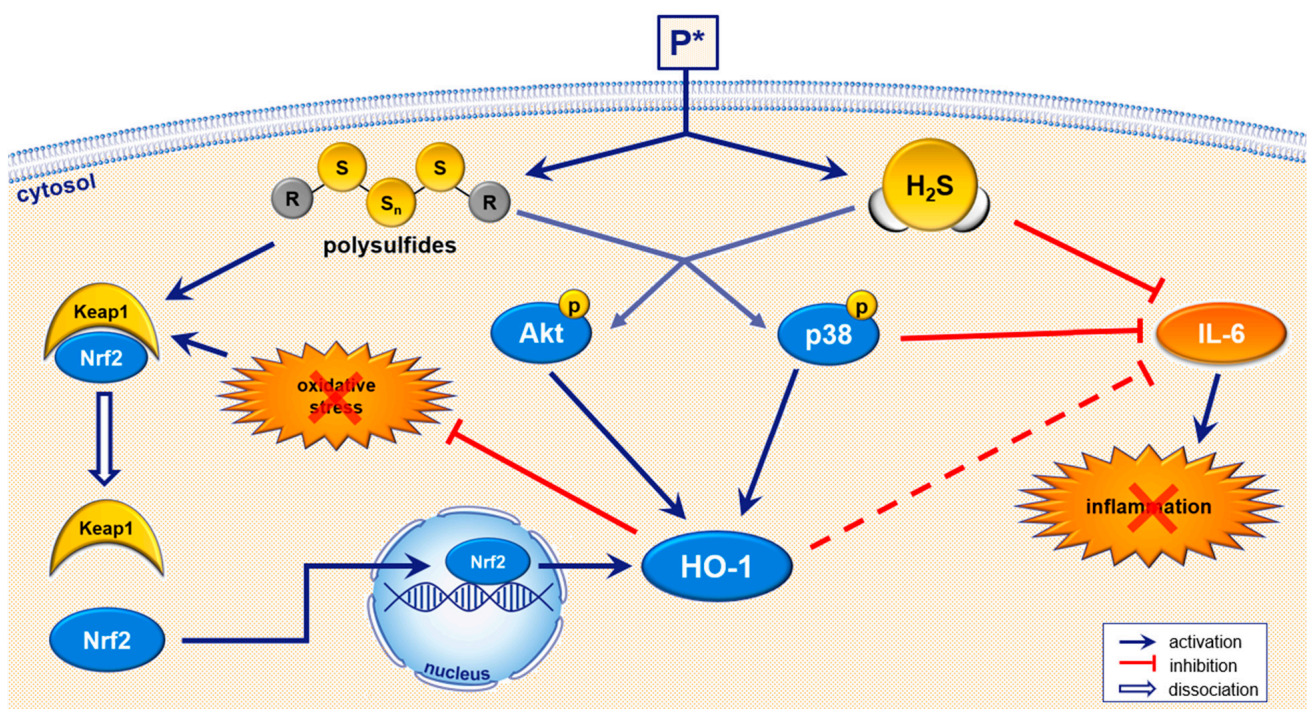 P*
cytosol
S
S
R
Sₙ
R
polysulfides
H₂S
Keap1
Nrf2
Akt
p
p38
p
IL-6
oxidative
stress
inflammation
Keap1
Nrf2
Nrf2
nucleus
HO-1
activation
inhibition
dissociation